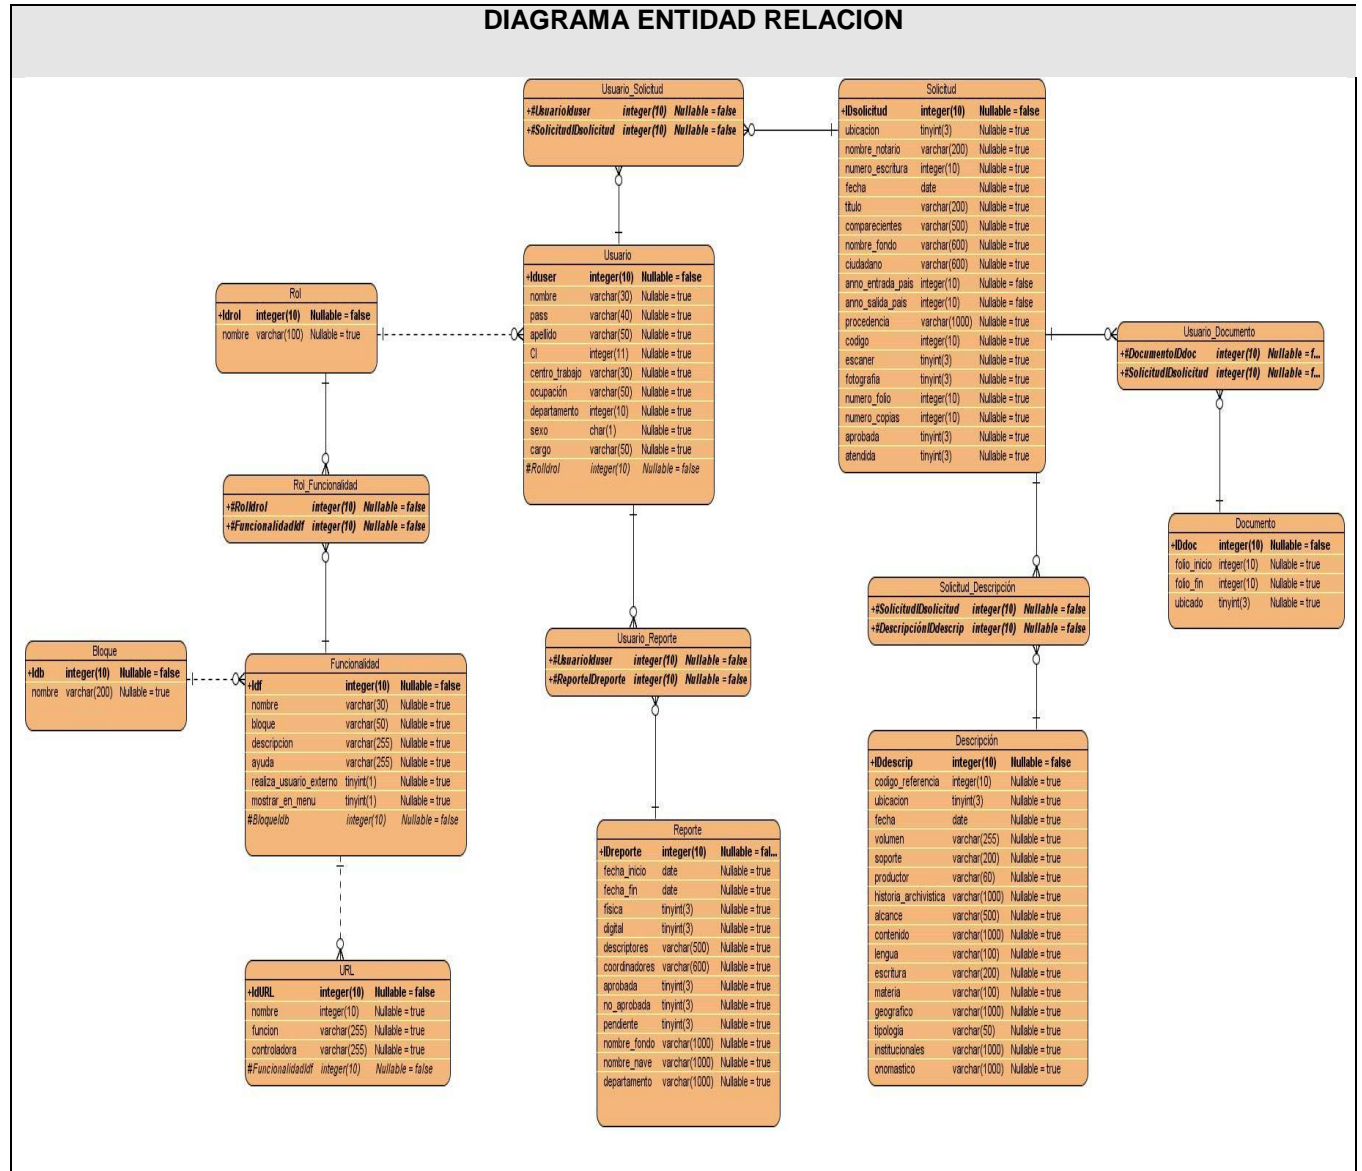 DIAGRAMA ENTIDAD RELACION
Usuario_Solicitud
+#UsuarioIduser integer(10) Nullable = false
+#SolicitudIDsolicitud integer(10) Nullable = false
Solicitud
+IDsolicitud integer(10) Nullable = false
ubicacion tinyint(3) Nullable = true
nombre_notario varchar(200) Nullable = true
numero_escritura integer(10) Nullable = true
fecha date Nullable = true
titulo varchar(200) Nullable = true
comparecientes varchar(500) Nullable = true
nombre_fondo varchar(600) Nullable = true
ciudadano varchar(600) Nullable = true
anno_entrada_pais integer(10) Nullable = false
anno_salida_pais integer(10) Nullable = false
procedencia varchar(1000) Nullable = true
codigo integer(10) Nullable = true
escaner tinyint(3) Nullable = true
fotografia tinyint(3) Nullable = true
numero_folio integer(10) Nullable = true
numero_copias integer(10) Nullable = true
aprobada tinyint(3) Nullable = true
atendida tinyint(3) Nullable = true
Usuario
+Iduser integer(10) Nullable = false
nombre varchar(30) Nullable = true
pass varchar(40) Nullable = true
apellido varchar(50) Nullable = true
CI integer(11) Nullable = true
centro_trabajo varchar(30) Nullable = true
ocupación varchar(50) Nullable = true
departamento integer(10) Nullable = true
sexo char(1) Nullable = true
cargo varchar(50) Nullable = true
#RolIdrol integer(10) Nullable = false
Rol
+Idrol integer(10) Nullable = false
nombre varchar(100) Nullable = true
Usuario_Documento
+#DocumentoIDdoc integer(10) Nullable = f...
+#SolicitudIDsolicitud integer(10) Nullable = f...
Rol_Funcionalidad
+#RolIdrol integer(10) Nullable = false
+#FuncionalidadIdf integer(10) Nullable = false
Documento
+IDdoc integer(10) Nullable = false
folio_inicio integer(10) Nullable = true
folio_fin integer(10) Nullable = true
ubicado tinyint(3) Nullable = true
Solicitud_Descripción
+#SolicitudIDsolicitud integer(10) Nullable = false
+#DescripciónIDdescrip integer(10) Nullable = false
Usuario_Reporte
+#UsuarioIduser integer(10) Nullable = false
+#ReporteIDreporte integer(10) Nullable = false
Bloque
+Idb integer(10) Nullable = false
nombre varchar(200) Nullable = true
Funcionalidad
+Idf integer(10) Nullable = false
nombre varchar(30) Nullable = true
bloque varchar(50) Nullable = true
descripcion varchar(255) Nullable = true
ayuda varchar(255) Nullable = true
realiza_usuario_externo tinyint(1) Nullable = true
mostrar_en_menu tinyint(1) Nullable = true
#BloqueIdb integer(10) Nullable = false
Descripción
+IDdescrip integer(10) Nullable = false
codigo_referencia integer(10) Nullable = true
ubicacion tinyint(3) Nullable = true
fecha date Nullable = true
volumen varchar(255) Nullable = true
soporte varchar(200) Nullable = true
productor varchar(60) Nullable = true
historia_archivistica varchar(1000) Nullable = true
alcance varchar(500) Nullable = true
contenido varchar(1000) Nullable = true
lengua varchar(100) Nullable = true
escritura varchar(200) Nullable = true
materia varchar(100) Nullable = true
geografico varchar(1000) Nullable = true
tipologia varchar(50) Nullable = true
institucionales varchar(1000) Nullable = true
onomastico varchar(1000) Nullable = true
Reporte
+IDreporte integer(10) Nullable = fal...
fecha_inicio date Nullable = true
fecha_fin date Nullable = true
fisica tinyint(3) Nullable = true
digital tinyint(3) Nullable = true
descriptores varchar(500) Nullable = true
coordinadores varchar(600) Nullable = true
aprobada tinyint(3) Nullable = true
no_aprobada tinyint(3) Nullable = true
pendiente tinyint(3) Nullable = true
nombre_fondo varchar(1000) Nullable = true
nombre_nave varchar(1000) Nullable = true
departamento varchar(1000) Nullable = true
URL
+IdURL integer(10) Nullable = false
nombre integer(10) Nullable = true
funcion varchar(255) Nullable = true
controladora varchar(255) Nullable = true
#FuncionalidadIdf integer(10) Nullable = false